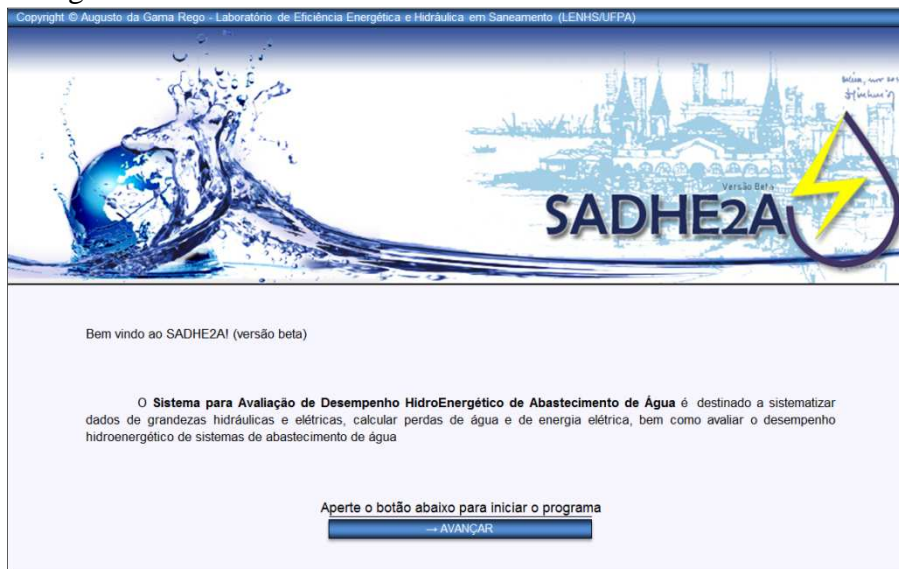 Copyright © Augusto da Gama Rego - Laboratório de Eficiência Energética e Hidráulica em Saneamento (LENHS/UFPA)
Versão Beta
SADHE2A
Bem vindo ao SADHE2A! (versão beta)
O Sistema para Avaliação de Desempenho HidroEnergético de Abastecimento de Água é destinado a sistematizar
dados de grandezas hidráulicas e elétricas, calcular perdas de água e de energia elétrica, bem como avaliar o desempenho
hidroenergético de sistemas de abastecimento de água
Aperte o botão abaixo para iniciar o programa
→ AVANÇAR